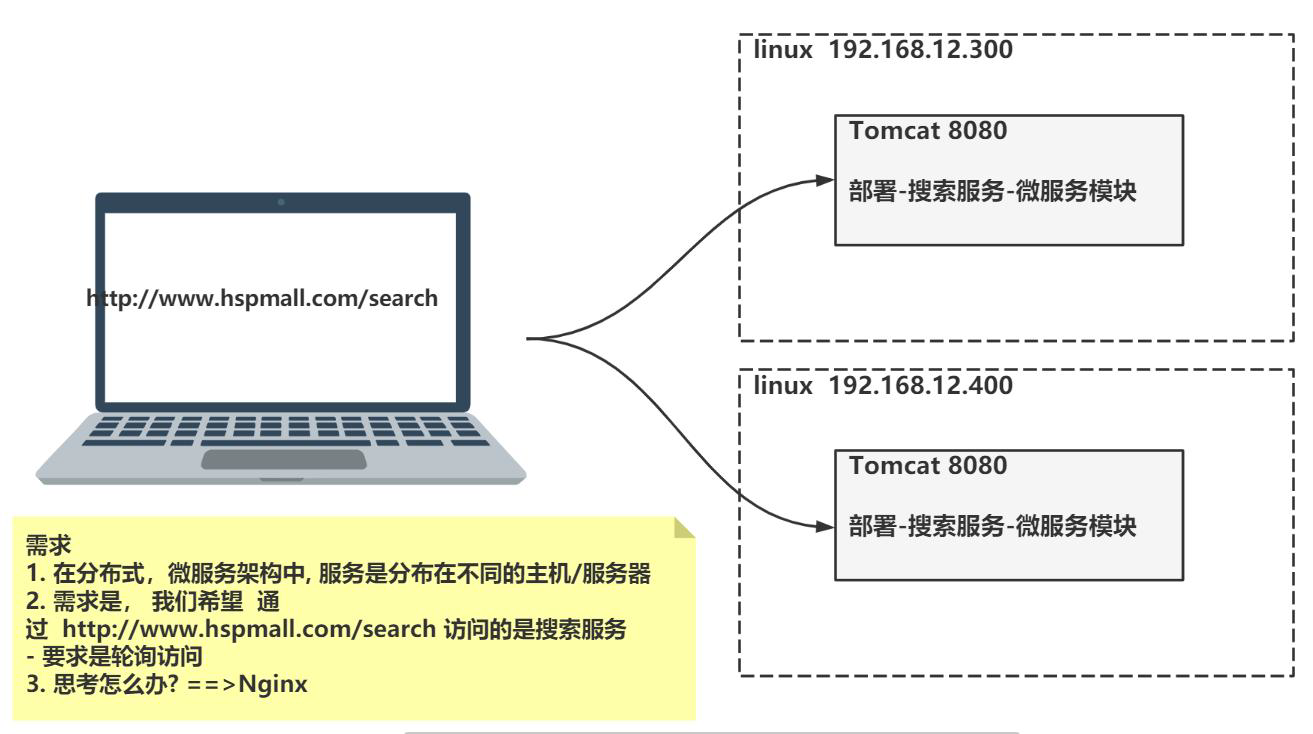 linux 192.168.12.300
Tomcat 8080
部署-搜索服务-微服务模块
http://www.hspmall.com/search
linux 192.168.12.400
Tomcat 8080
部署-搜索服务-微服务模块
需求
1. 在分布式，微服务架构中, 服务是分布在不同的主机/服务器
2. 需求是， 我们希望 通
过 http://www.hspmall.com/search 访问的是搜索服务
- 要求是轮询访问
3. 思考怎么办? ==>Nginx